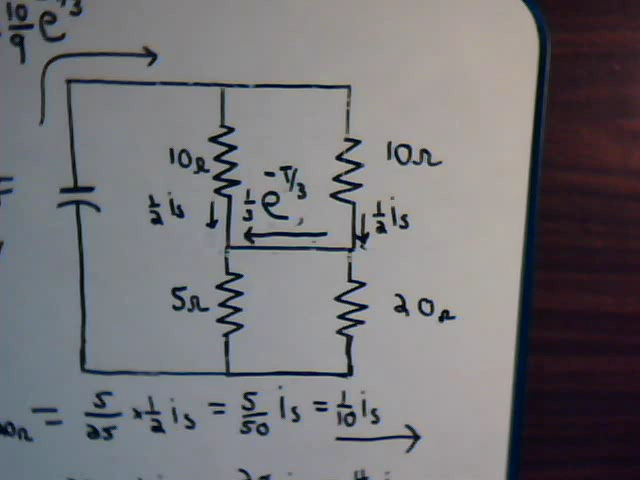 10/9 e
10Ω 10Ω
1/2 is 1/3 e^-T/3 1/2 is
5Ω 20Ω
= 5/25 × 1/2 is = 5/50 is = 1/10 is